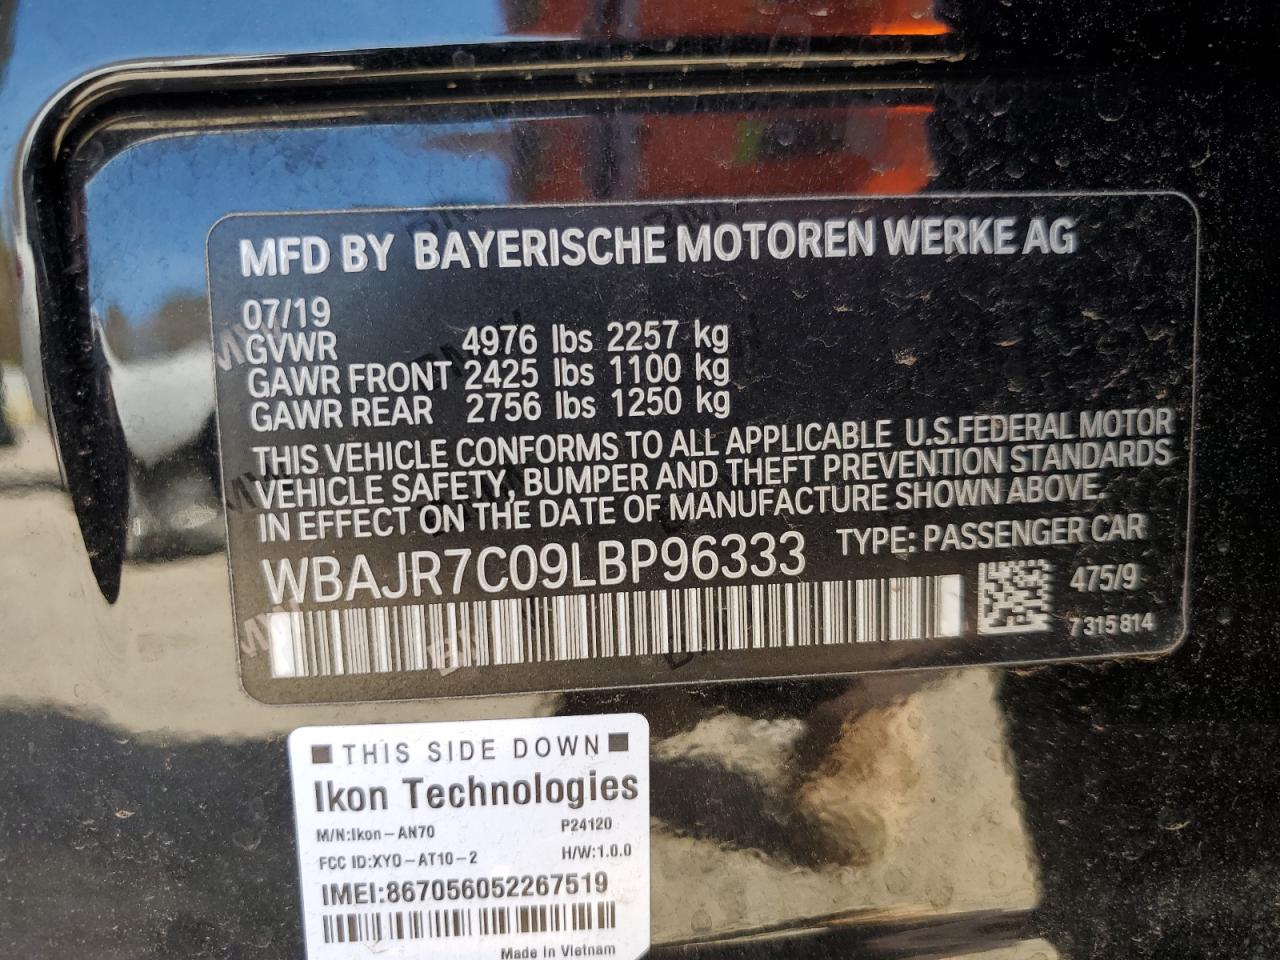 MFD BY BAYERISCHE MOTOREN WERKE AG
07/19
GVWR 4976 lbs 2257 kg
GAWR FRONT 2425 lbs 1100 kg
GAWR REAR 2756 lbs 1250 kg
THIS VEHICLE CONFORMS TO ALL APPLICABLE U.S.FEDERAL MOTOR
VEHICLE SAFETY, BUMPER AND THEFT PREVENTION STANDARDS
IN EFFECT ON THE DATE OF MANUFACTURE SHOWN ABOVE.
WBAJR7C09LBP96333 TYPE: PASSENGER CAR
475/9
7 315 814
THIS SIDE DOWN
Ikon Technologies
M/N:Ikon-AN70 P24120
FCC ID:XYO-AT10-2 H/W:1.0.0
IMEI:867056052267519
Made in Vietnam